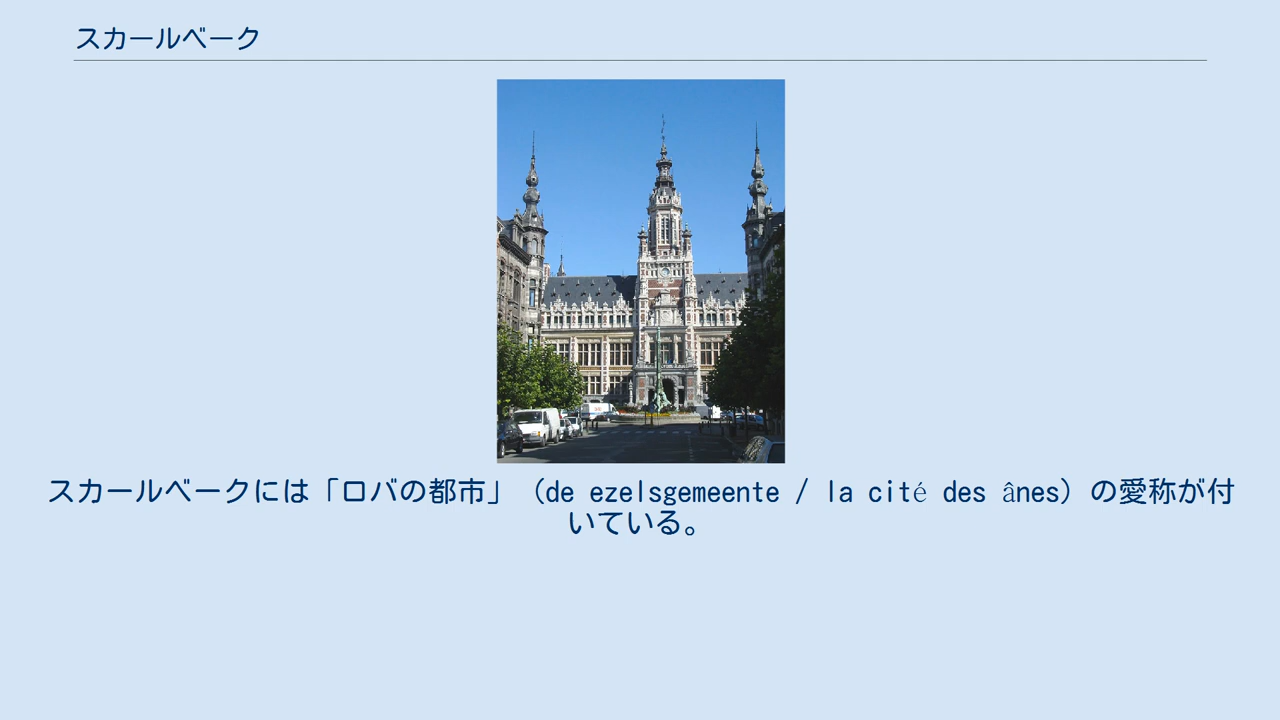 スカールベーク
スカールベークには「ロバの都市」（de ezelsgemeente / la cité des ânes）の愛称が付
いている。